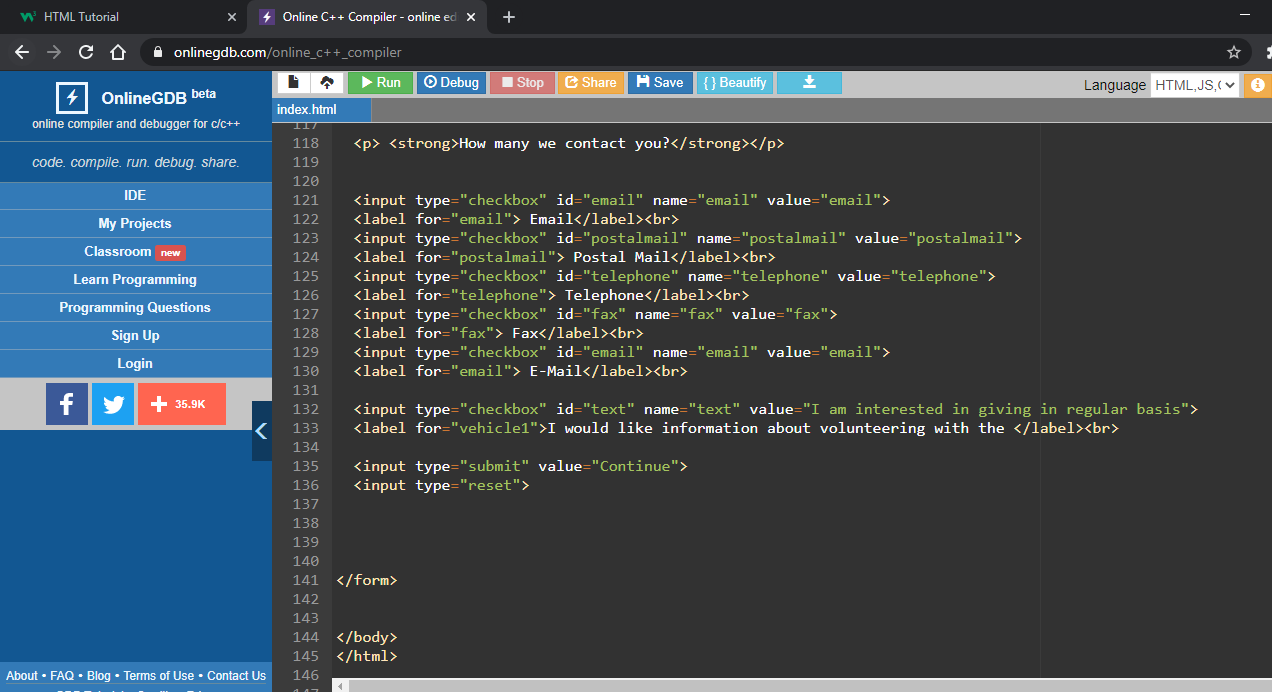 HTML Tutorial
Online C++ Compiler - online ed
onlinegdb.com/online_c++_compiler
OnlineGDB beta
online compiler and debugger for c/c++
code. compile. run. debug. share.
IDE
My Projects
Classroom new
Learn Programming
Programming Questions
Sign Up
Login
35.9K
About • FAQ • Blog • Terms of Use • Contact Us
Run Debug Stop Share Save { } Beautify
Language HTML,JS,(
index.html
117
118 <p> <strong>How many we contact you?</strong></p>
119
120
121 <input type="checkbox" id="email" name="email" value="email">
122 <label for="email"> Email</label><br>
123 <input type="checkbox" id="postalmail" name="postalmail" value="postalmail">
124 <label for="postalmail"> Postal Mail</label><br>
125 <input type="checkbox" id="telephone" name="telephone" value="telephone">
126 <label for="telephone"> Telephone</label><br>
127 <input type="checkbox" id="fax" name="fax" value="fax">
128 <label for="fax"> Fax</label><br>
129 <input type="checkbox" id="email" name="email" value="email">
130 <label for="email"> E-Mail</label><br>
131
132 <input type="checkbox" id="text" name="text" value="I am interested in giving in regular basis">
133 <label for="vehicle1">I would like information about volunteering with the </label><br>
134
135 <input type="submit" value="Continue">
136 <input type="reset">
137
138
139
140
141 </form>
142
143
144 </body>
145 </html>
146